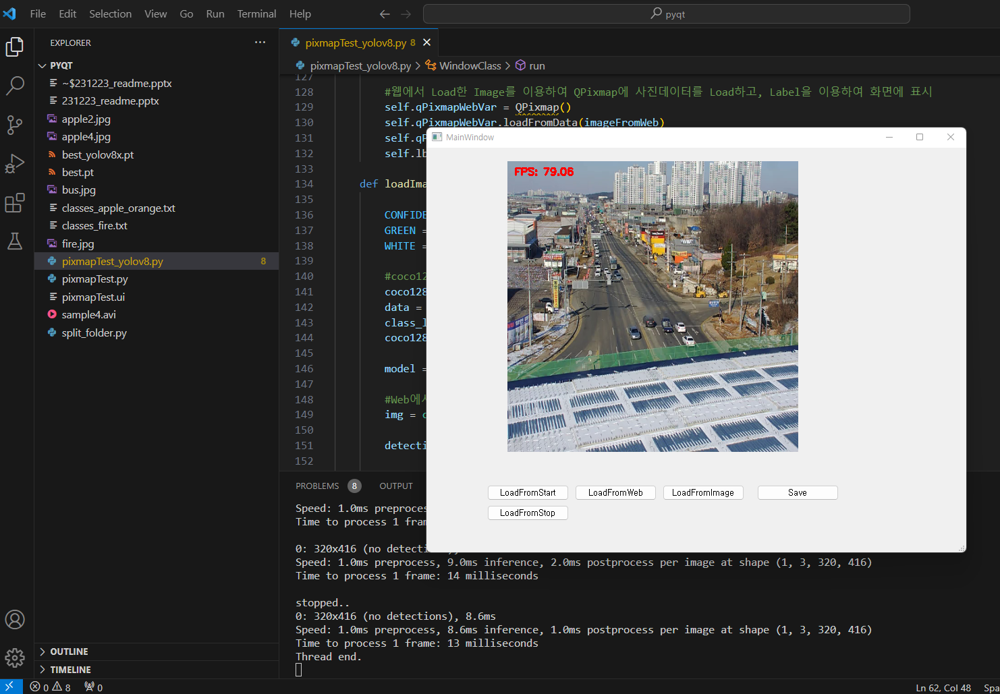 File Edit Selection View Go Run Terminal Help
pyqt
EXPLORER
PYQT
~$231223_readme.pptx
231223_readme.pptx
apple2.jpg
apple4.jpg
best_yolov8x.pt
best.pt
bus.jpg
classes_apple_orange.txt
classes_fire.txt
fire.jpg
pixmapTest_yolov8.py 8
pixmapTest.py
pixmapTest.ui
sample4.avi
split_folder.py
OUTLINE
TIMELINE
pixmapTest_yolov8.py 8
pixmapTest_yolov8.py > WindowClass > run
127
128 #웹에서 Load한 Image를 이용하여 QPixmap에 사진데이터를 Load하고, Label을 이용하여 화면에 표시
129 self.qPixmapWebVar = QPixmap()
130 self.qPixmapWebVar.loadFromData(imageFromWeb)
131 self.qP
132 self.lb
133
134 def loadIma
135
136 CONFIDE
137 GREEN =
138 WHITE =
139
140 #coco12
141 coco128
142 data =
143 class_l
144 coco128
145
146 model =
147
148 #Web에서
149 img = c
150
151 detecti
152
MainWindow
FPS: 79.06
LoadFromStart LoadFromWeb LoadFromImage Save
LoadFromStop
PROBLEMS 8 OUTPUT
Speed: 1.0ms preproces
Time to process 1 fram
0: 320x416 (no detecti
Speed: 1.0ms preprocess, 9.0ms inference, 2.0ms postprocess per image at shape (1, 3, 320, 416)
Time to process 1 frame: 14 milliseconds
stopped..
0: 320x416 (no detections), 8.6ms
Speed: 1.0ms preprocess, 8.6ms inference, 1.0ms postprocess per image at shape (1, 3, 320, 416)
Time to process 1 frame: 13 milliseconds
Thread end.
0 8 0
Ln 62, Col 48 Spa